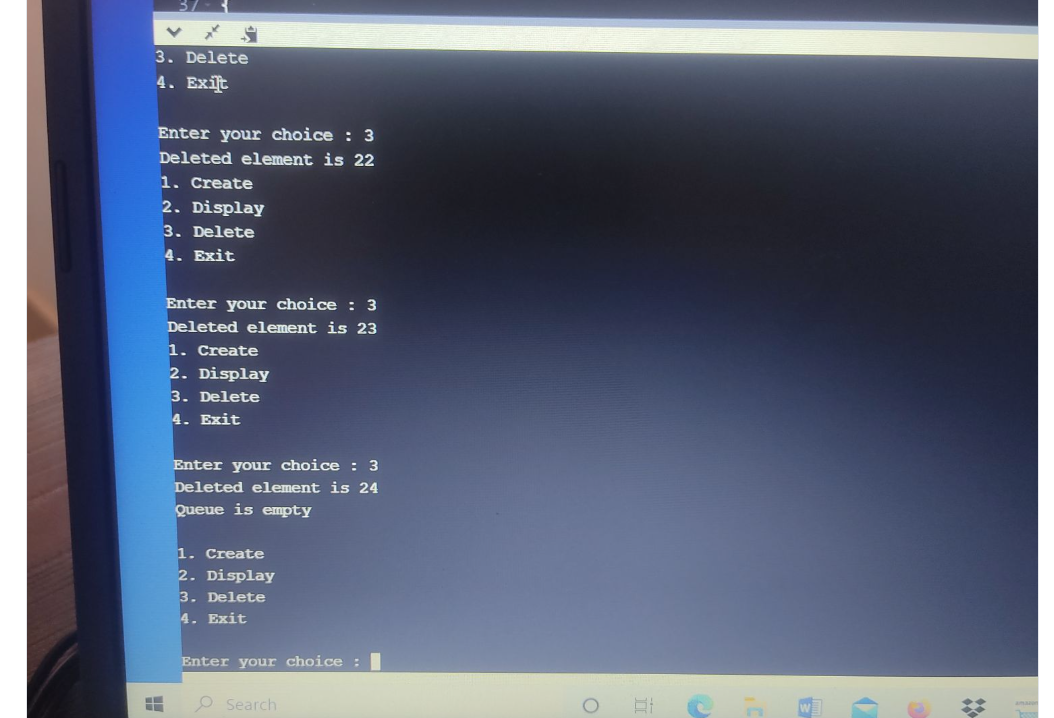 37
3. Delete
4. Exit
Enter your choice : 3
Deleted element is 22
1. Create
2. Display
3. Delete
4. Exit
Enter your choice : 3
Deleted element is 23
1. Create
2. Display
3. Delete
4. Exit
Enter your choice : 3
Deleted element is 24
Queue is empty
1. Create
2. Display
3. Delete
4. Exit
Enter your choice :
Search